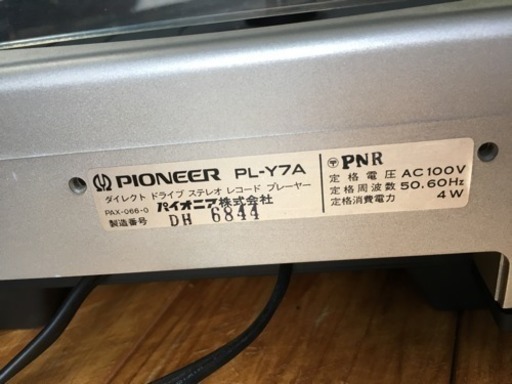 PIONEER PL-Y7A
ダイレクト ドライブ ステレオ レコード プレーヤー
PAX-066-0 パイオニア株式会社
製造番号 DH 6844
〒PNR
定格電圧 AC100V
定格周波数 50.60Hz
定格消費電力 4W